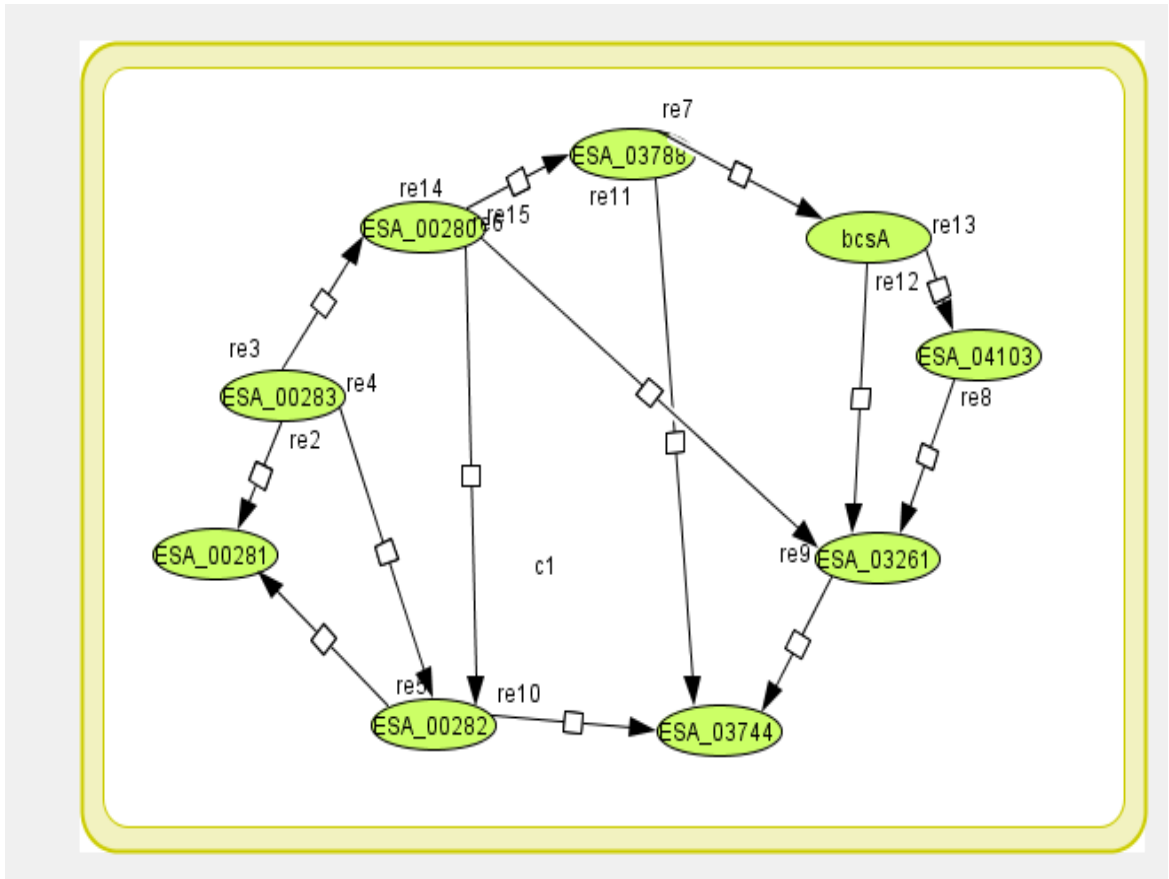 re7
ESA_03788
re14
re11
re15
re6
ESA_00280
re13
bcsA
re12
re3
ESA_04103
ESA_00283
re4
re8
re2
ESA_00281
c1
re9
ESA_03261
re5
re10
ESA_00282
ESA_03744